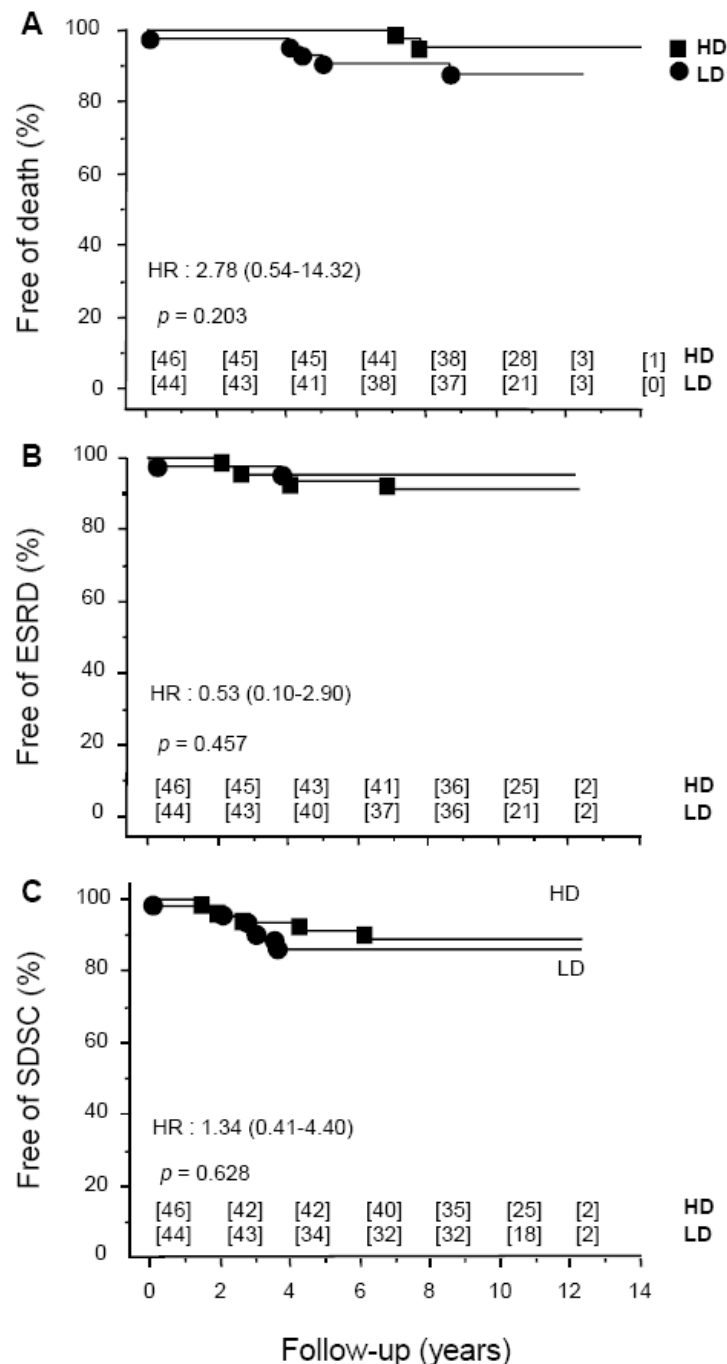 A
Free of death (%)
100
80
60
40
20
0
HD
LD
HR : 2.78 (0.54-14.32)
p = 0.203
[46] [45] [45] [44] [38] [28] [3] [1] HD
[44] [43] [41] [38] [37] [21] [3] [0] LD
B
Free of ESRD (%)
100
80
60
40
20
0
HR : 0.53 (0.10-2.90)
p = 0.457
[46] [45] [43] [41] [36] [25] [2] HD
[44] [43] [40] [37] [36] [21] [2] LD
C
Free of SDSC (%)
100
80
60
40
20
0
HD
LD
HR : 1.34 (0.41-4.40)
p = 0.628
[46] [42] [42] [40] [35] [25] [2] HD
[44] [43] [34] [32] [32] [18] [2] LD
0 2 4 6 8 10 12 14
Follow-up (years)